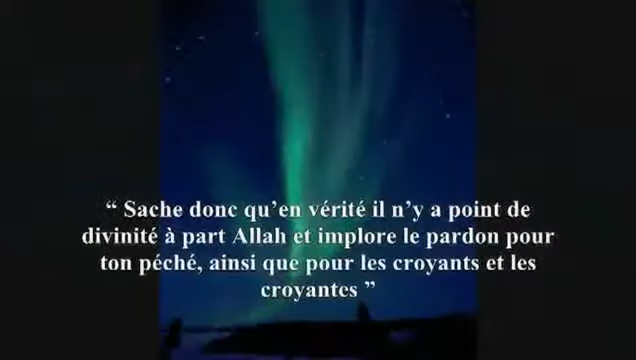 “ Sache donc qu’en vérité il n’y a point de
divinité à part Allah et implore le pardon pour
ton péché, ainsi que pour les croyants et les
croyantes ”